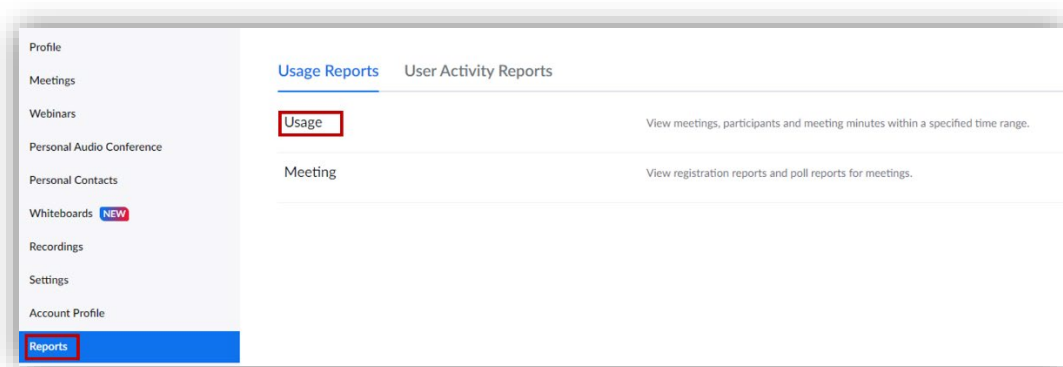 Profile
Meetings
Webinars
Personal Audio Conference
Personal Contacts
Whiteboards NEW
Recordings
Settings
Account Profile
Reports
Usage Reports User Activity Reports
Usage View meetings, participants and meeting minutes within a specified time range.
Meeting View registration reports and poll reports for meetings.